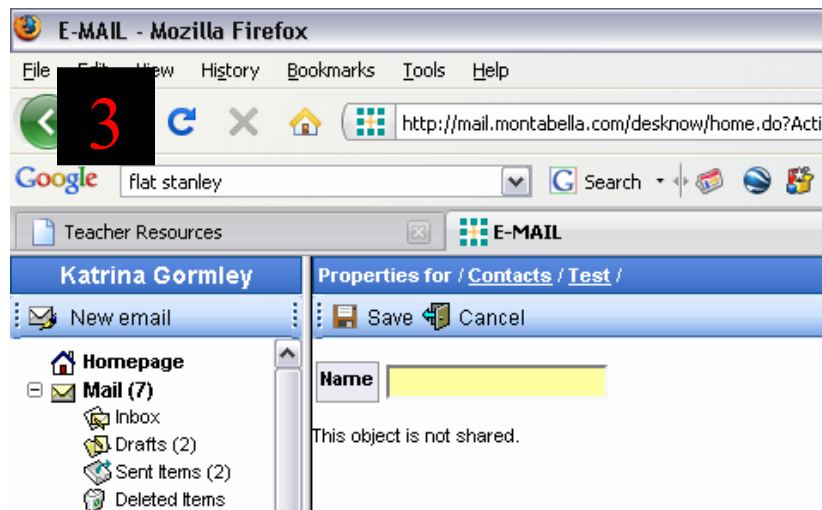 E-MAIL - Mozilla Firefox
File Edit View History Bookmarks Tools Help
3
http://mail.montabella.com/desknow/home.do?Acti
Google flat stanley G Search
Teacher Resources E-MAIL
Katrina Gormley Properties for / Contacts / Test /
New email Save Cancel
Homepage
Name
Mail (7)
Inbox
Drafts (2)
This object is not shared.
Sent Items (2)
Deleted Items